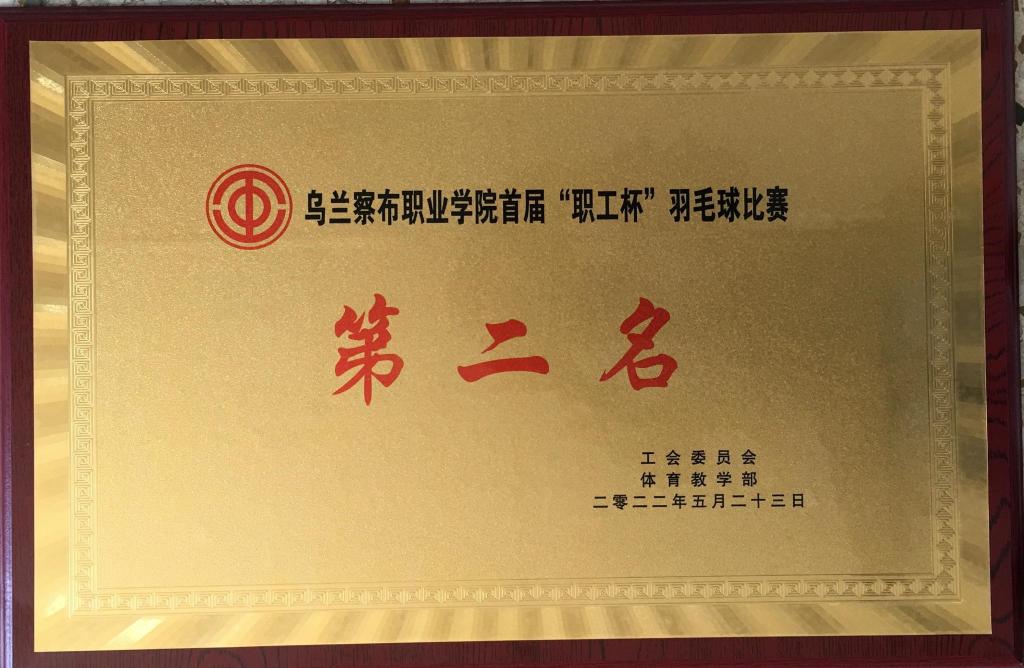 乌兰察布职业学院首届“职工杯”羽毛球比赛
第二名
工会委员会
体育教学部
二零二二年五月二十三日